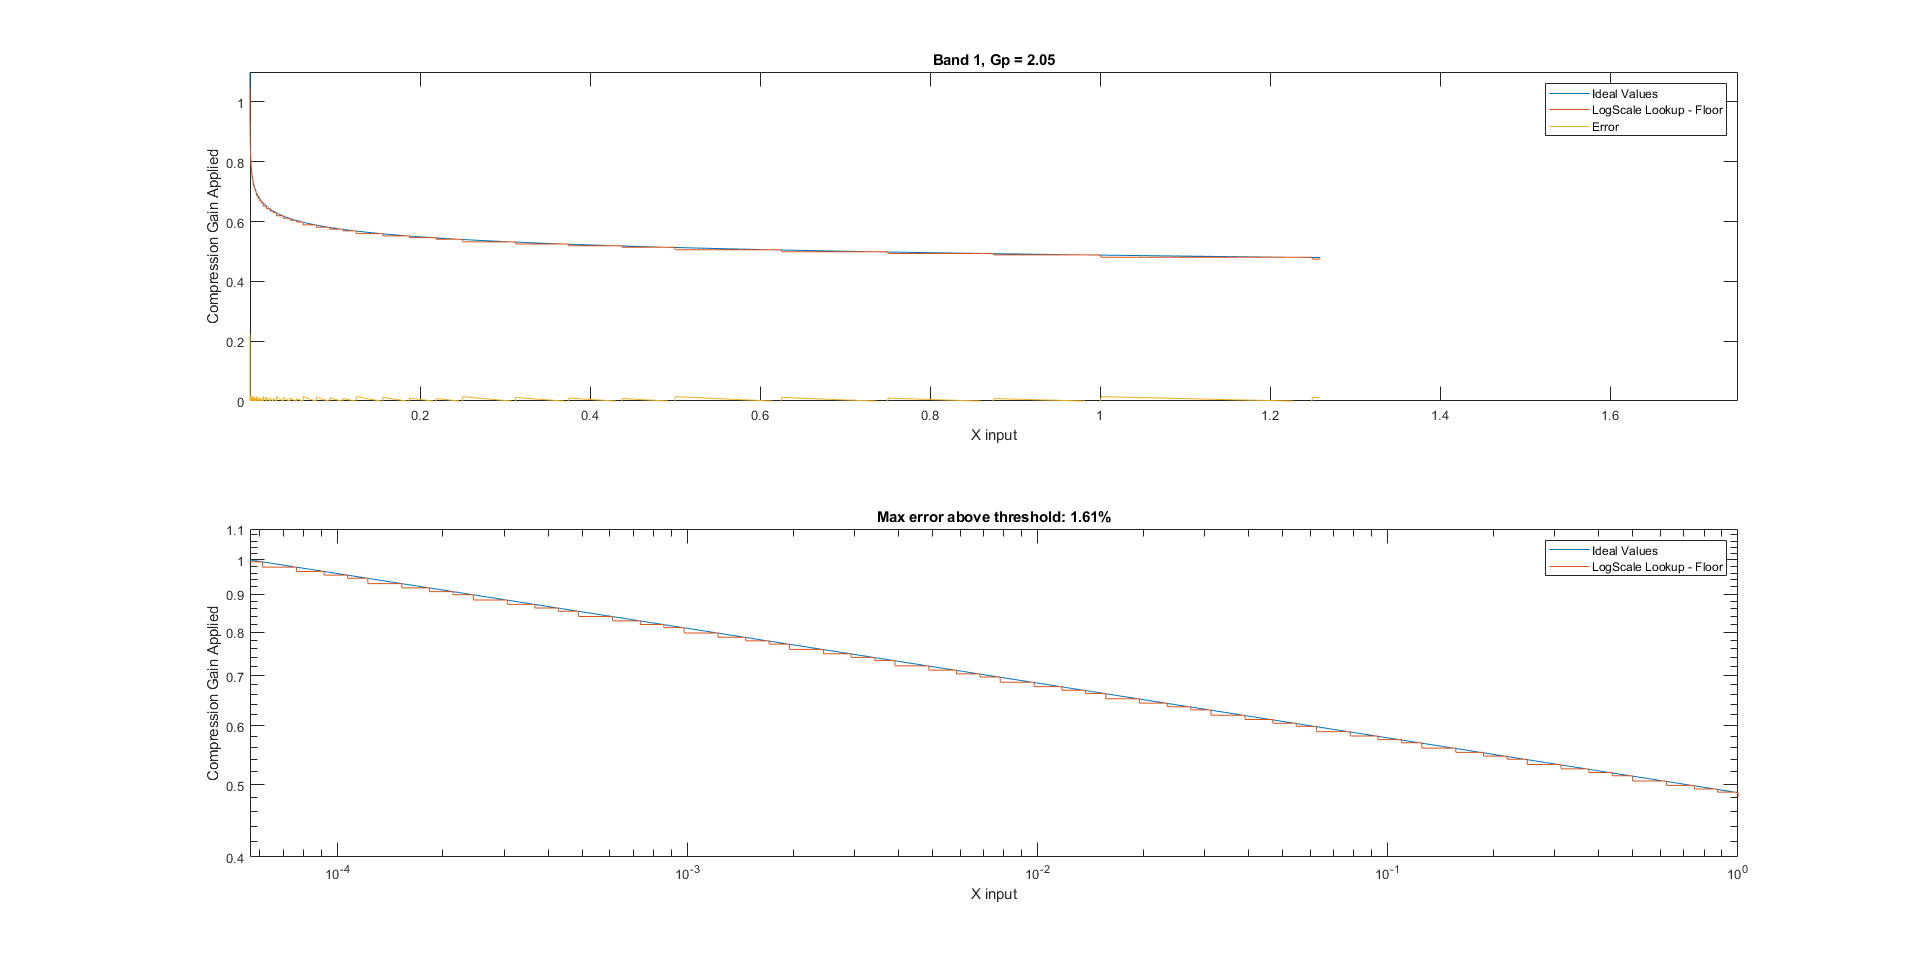 Band 1, Gp = 2.05
Ideal Values
LogScale Lookup - Floor
Error
Compression Gain Applied
1
0.8
0.6
0.4
0.2
0
0.2 0.4 0.6 0.8 1 1.2 1.4 1.6
X input
Max error above threshold: 1.61%
Ideal Values
LogScale Lookup - Floor
Compression Gain Applied
1.1
1
0.9
0.8
0.7
0.6
0.5
0.4
10^-4 10^-3 10^-2 10^-1 10^0
X input